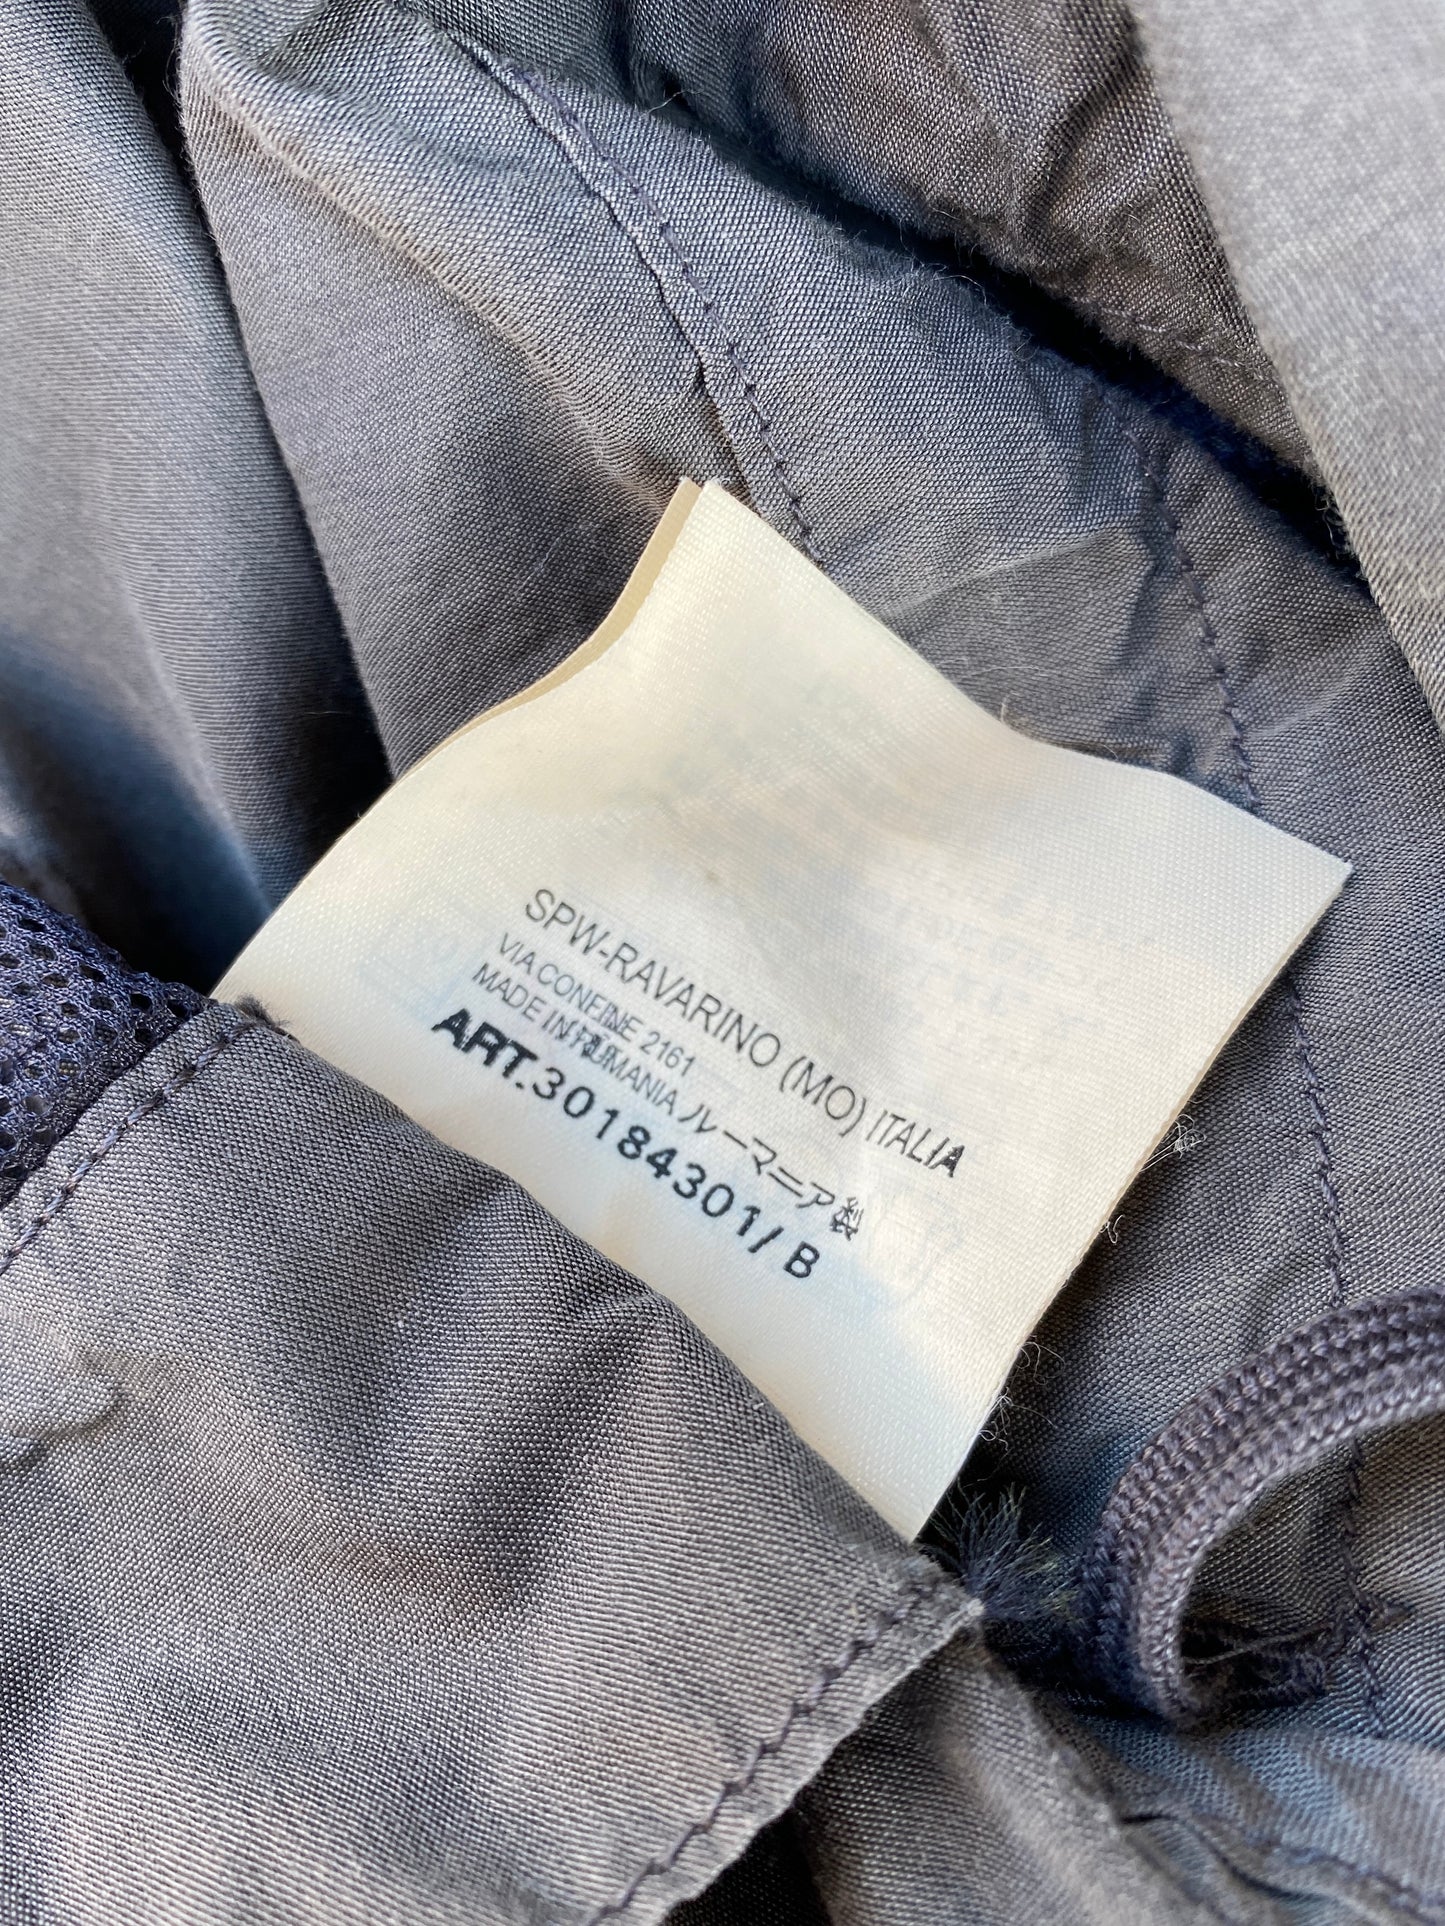 SPW-RAVARINO (MO) ITALIA
VIA CONFINE 2161
MADE IN RUMANIA ルーマニア製
ART.30184301/ B